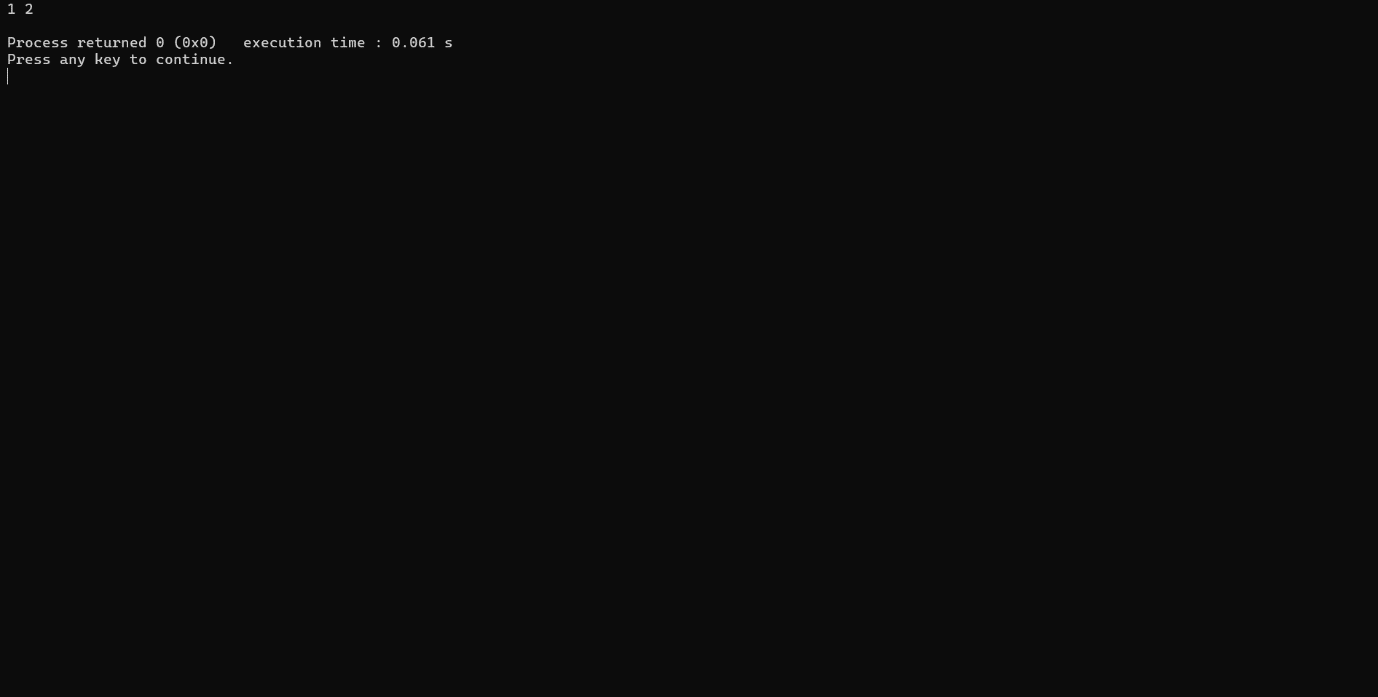 1 2
Process returned 0 (0x0)   execution time : 0.061 s
Press any key to continue.